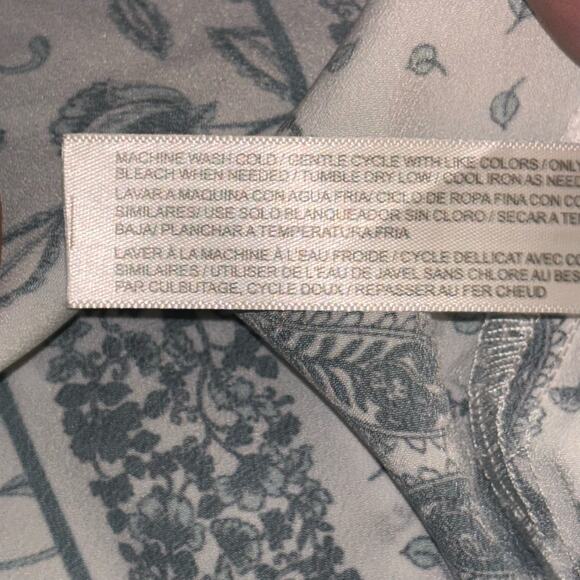 MACHINE WASH COLD / GENTLE CYCLE WITH LIKE COLORS / ONLY
BLEACH WHEN NEEDED / TUMBLE DRY LOW / COOL IRON AS NEED
LAVAR A MAQUINA CON AGUA FRIA/ CICLO DE ROPA FINA CON CO
SIMILARES/ USE SOLO BLANQUEADOR SIN CLORO / SECAR A TE
BAJA/ PLANCHAR A TEMPERATURA FRIA
LAVER À LA MACHINE À L'EAU FROIDE / CYCLE DELLICAT AVEC CO
SIMILAIRES / UTILISER DE L'EAU DE JAVEL SANS CHLORE AU BES
PAR CULBUTAGE, CYCLE DOUX / REPASSER AU FER CHEUD